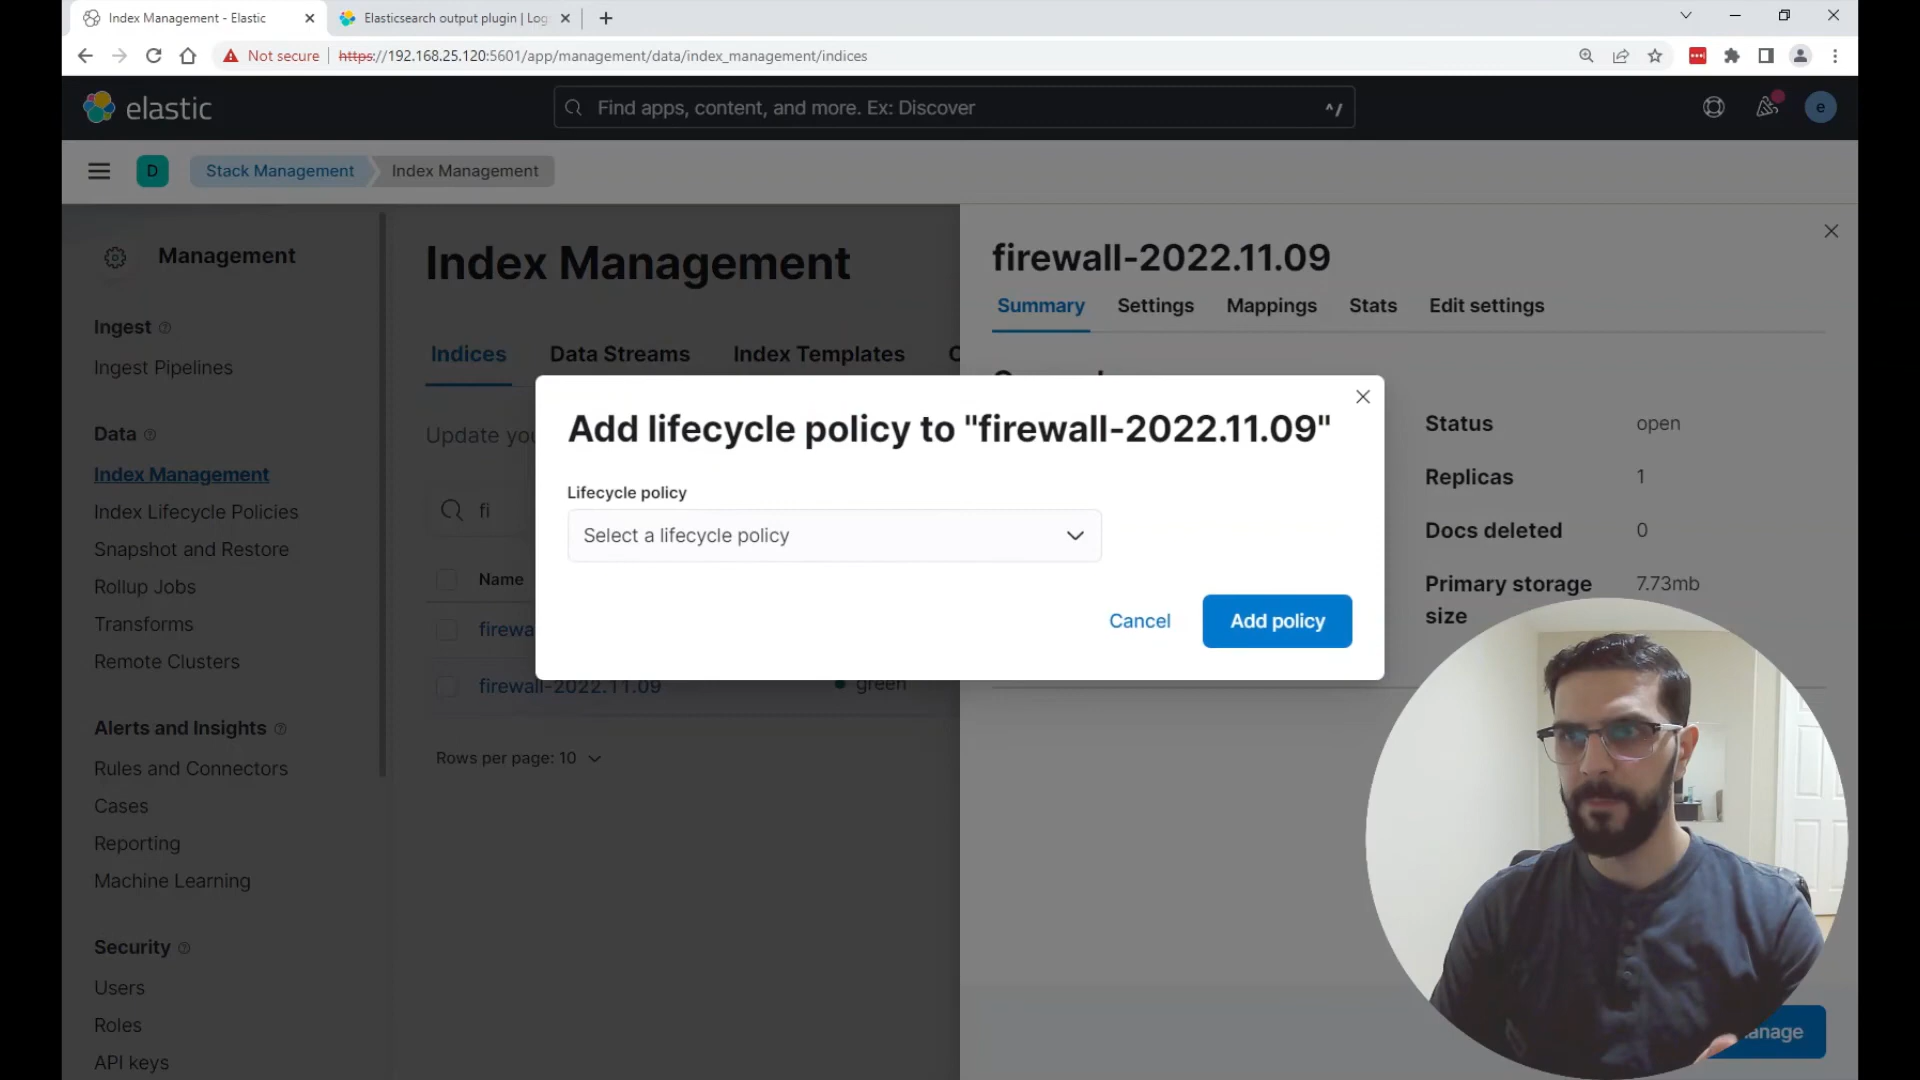 Index Management - Elastic
Elasticsearch output plugin | Log
Not secure
https://192.168.25.120:5601/app/management/data/index_management/indices
elastic
Find apps, content, and more. Ex: Discover
^/
e
D
Stack Management
Index Management
Management
Ingest
Ingest Pipelines
Data
Index Management
Index Lifecycle Policies
Snapshot and Restore
Rollup Jobs
Transforms
Remote Clusters
Alerts and Insights
Rules and Connectors
Cases
Reporting
Machine Learning
Security
Users
Roles
API keys
Index Management
Indices
Data Streams
Index Templates
C
Update you
fi
Name
firewa
firewall-2022.11.09
green
Rows per page: 10
firewall-2022.11.09
Summary
Settings
Mappings
Stats
Edit settings
Status
open
Replicas
1
Docs deleted
0
Primary storage
size
7.73mb
anage
Add lifecycle policy to "firewall-2022.11.09"
Lifecycle policy
Select a lifecycle policy
Cancel
Add policy